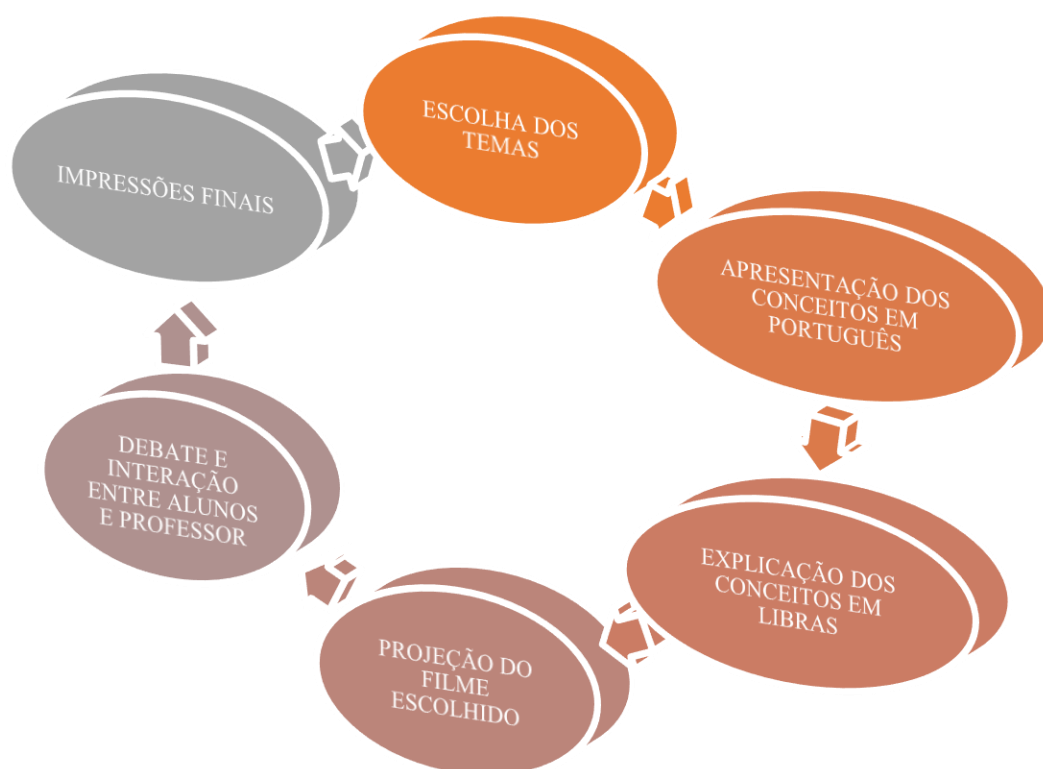 ESCOLHA DOS
TEMAS
APRESENTAÇÃO DOS
CONCEITOS EM
PORTUGUÊS
EXPLICAÇÃO DOS
CONCEITOS EM
LIBRAS
PROJEÇÃO DO
FILME
ESCOLHIDO
DEBATE E
INTERAÇÃO
ENTRE ALUNOS
E PROFESSOR
IMPRESSÕES FINAIS